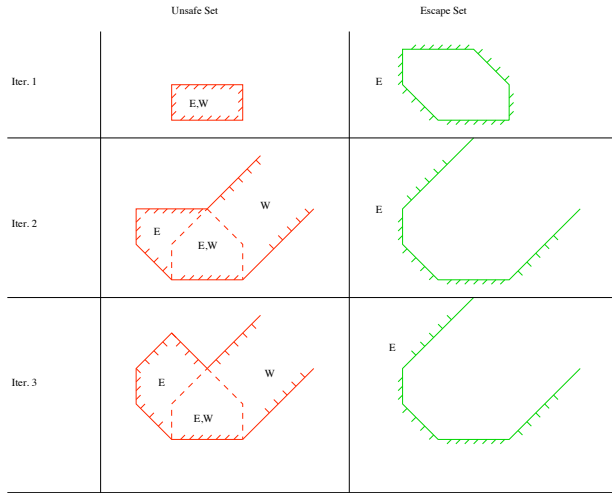 Unsafe Set
Escape Set
Iter. 1
E,W
E
Iter. 2
E
E,W
W
E
Iter. 3
E
E,W
W
E